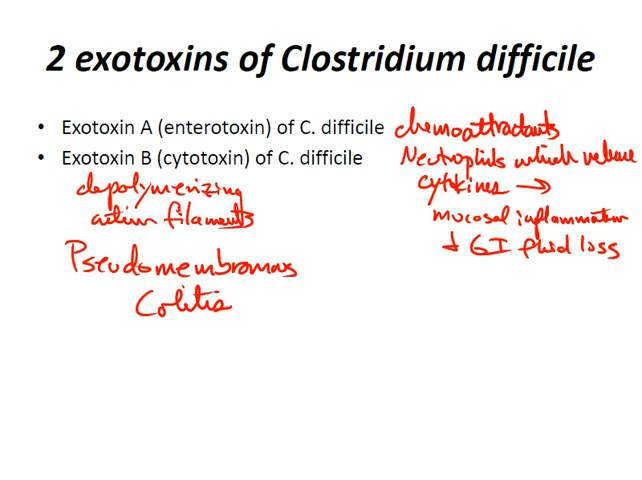 2 exotoxins of Clostridium difficile
• Exotoxin A (enterotoxin) of C. difficile chemoattractants
• Exotoxin B (cytotoxin) of C. difficile Neutrophils which release
cytokines →
mucosal inflammation
+ GI fluid loss
depolymerizing
actin filaments
Pseudomembranous
Colitis